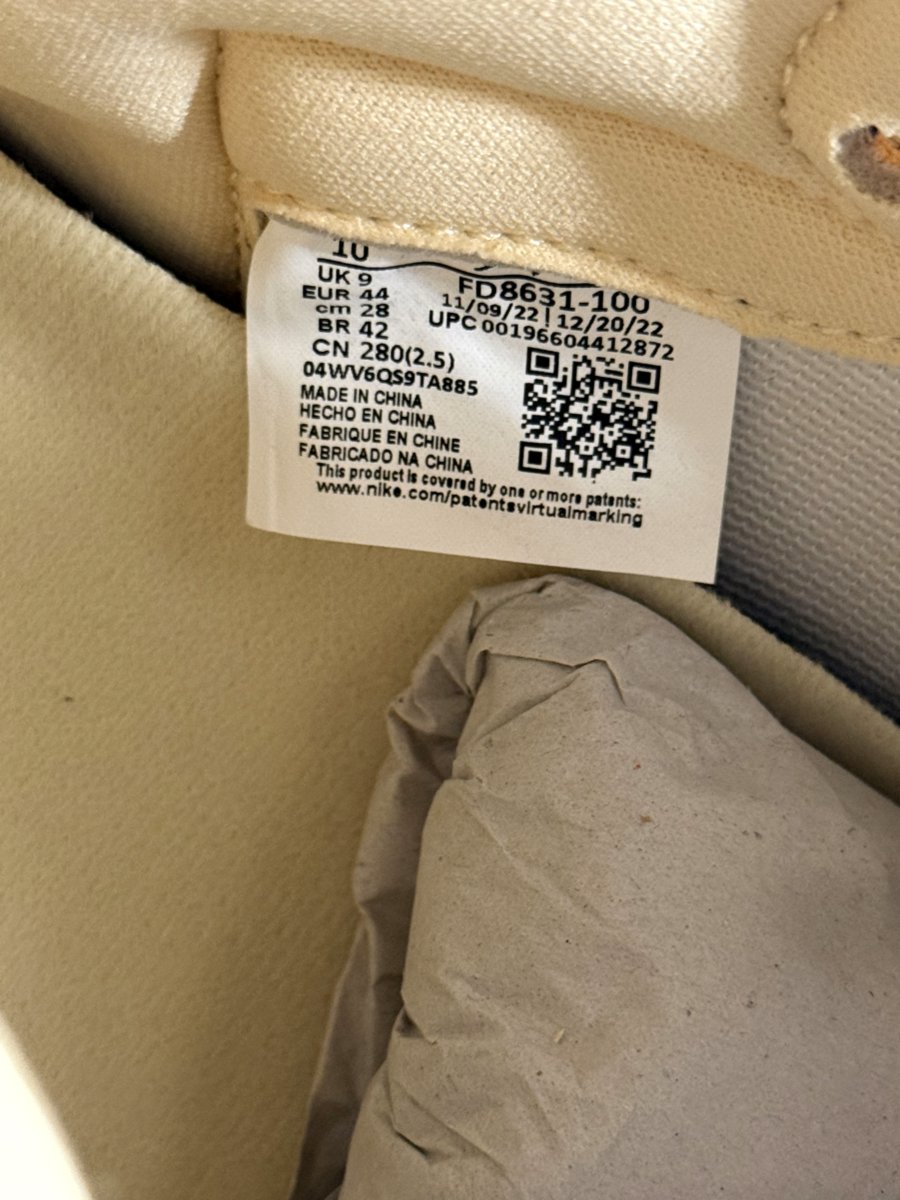 10
UK 9
EUR 44
cm 28
BR 42
CN 280(2.5)
04WV6QS9TA885
MADE IN CHINA
HECHO EN CHINA
FABRIQUE EN CHINE
FABRICADO NA CHINA
FD8631-100
11/09/22 | 12/20/22
UPC 00196604412872
This product is covered by one or more patents:
www.nike.com/patentsvirtualmarking